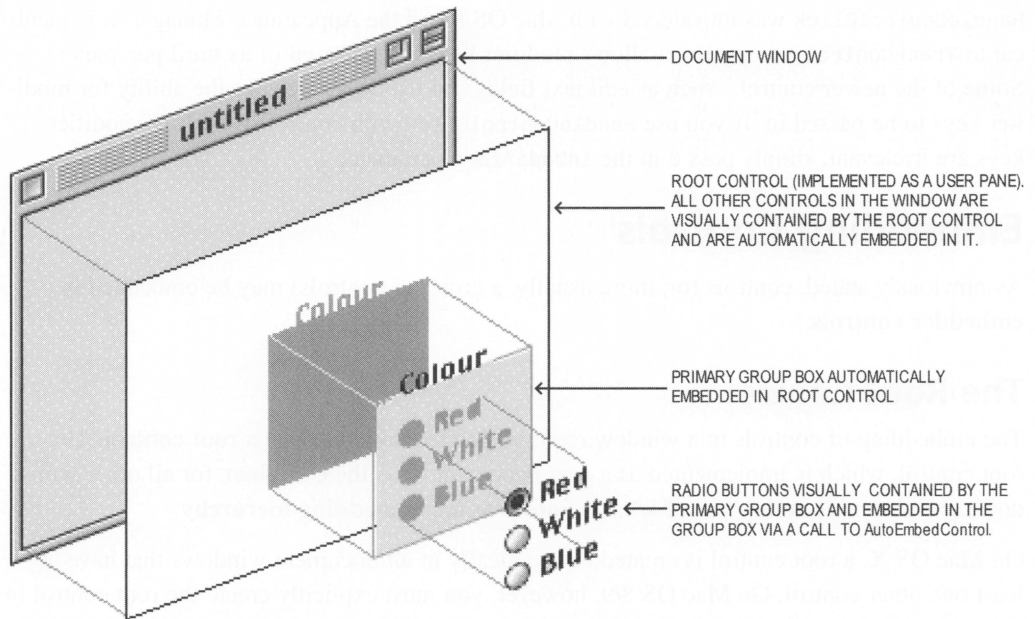 DOCUMENT WINDOW
untitled
ROOT CONTROL (IMPLEMENTED AS A USER PANE).
ALL OTHER CONTROLS IN THE WINDOW ARE
VISUALLY CONTAINED BY THE ROOT CONTROL
AND ARE AUTOMATICALLY EMBEDDED IN IT.
Colour
Colour
PRIMARY GROUP BOX AUTOMATICALLY
EMBEDDED IN ROOT CONTROL
Red
White
Blue
Red
White
Blue
RADIO BUTTONS VISUALLY CONTAINED BY THE
PRIMARY GROUP BOX AND EMBEDDED IN THE
GROUP BOX VIA A CALL TO AutoEmbedControl.